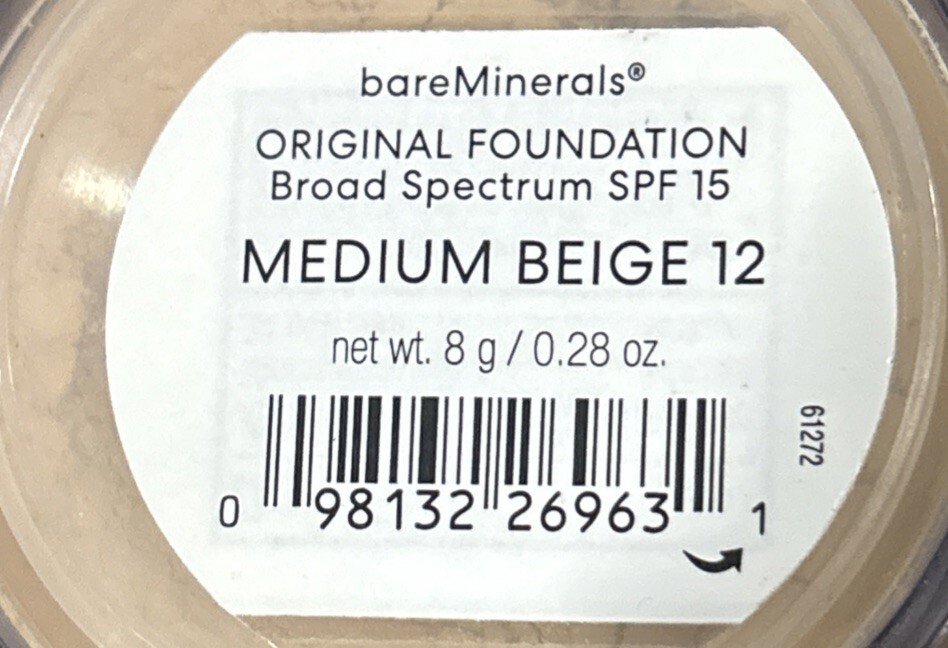 bareMinerals®
ORIGINAL FOUNDATION
Broad Spectrum SPF 15
MEDIUM BEIGE 12
net wt. 8 g / 0.28 oz.
0 98132 26963 1
61272